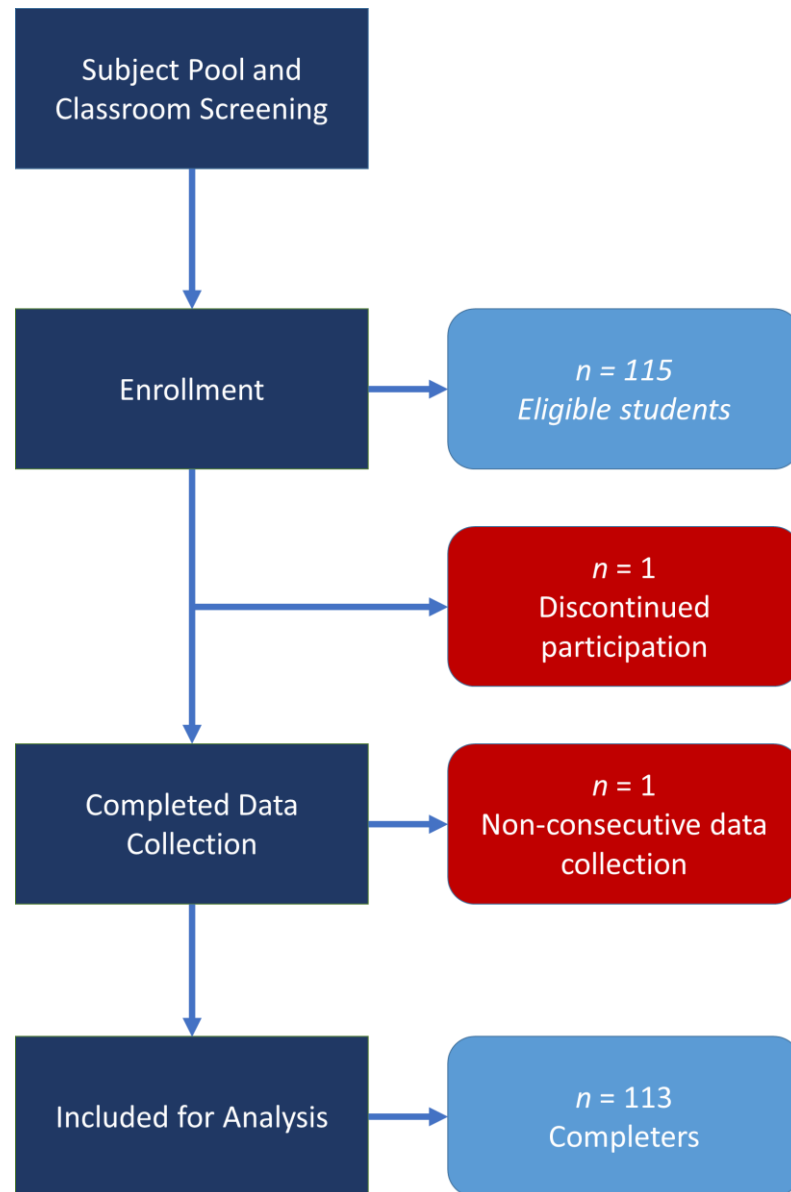 Subject Pool and
Classroom Screening
Enrollment
n = 115
Eligible students
n = 1
Discontinued
participation
Completed Data
Collection
n = 1
Non-consecutive data
collection
Included for Analysis
n = 113
Completers